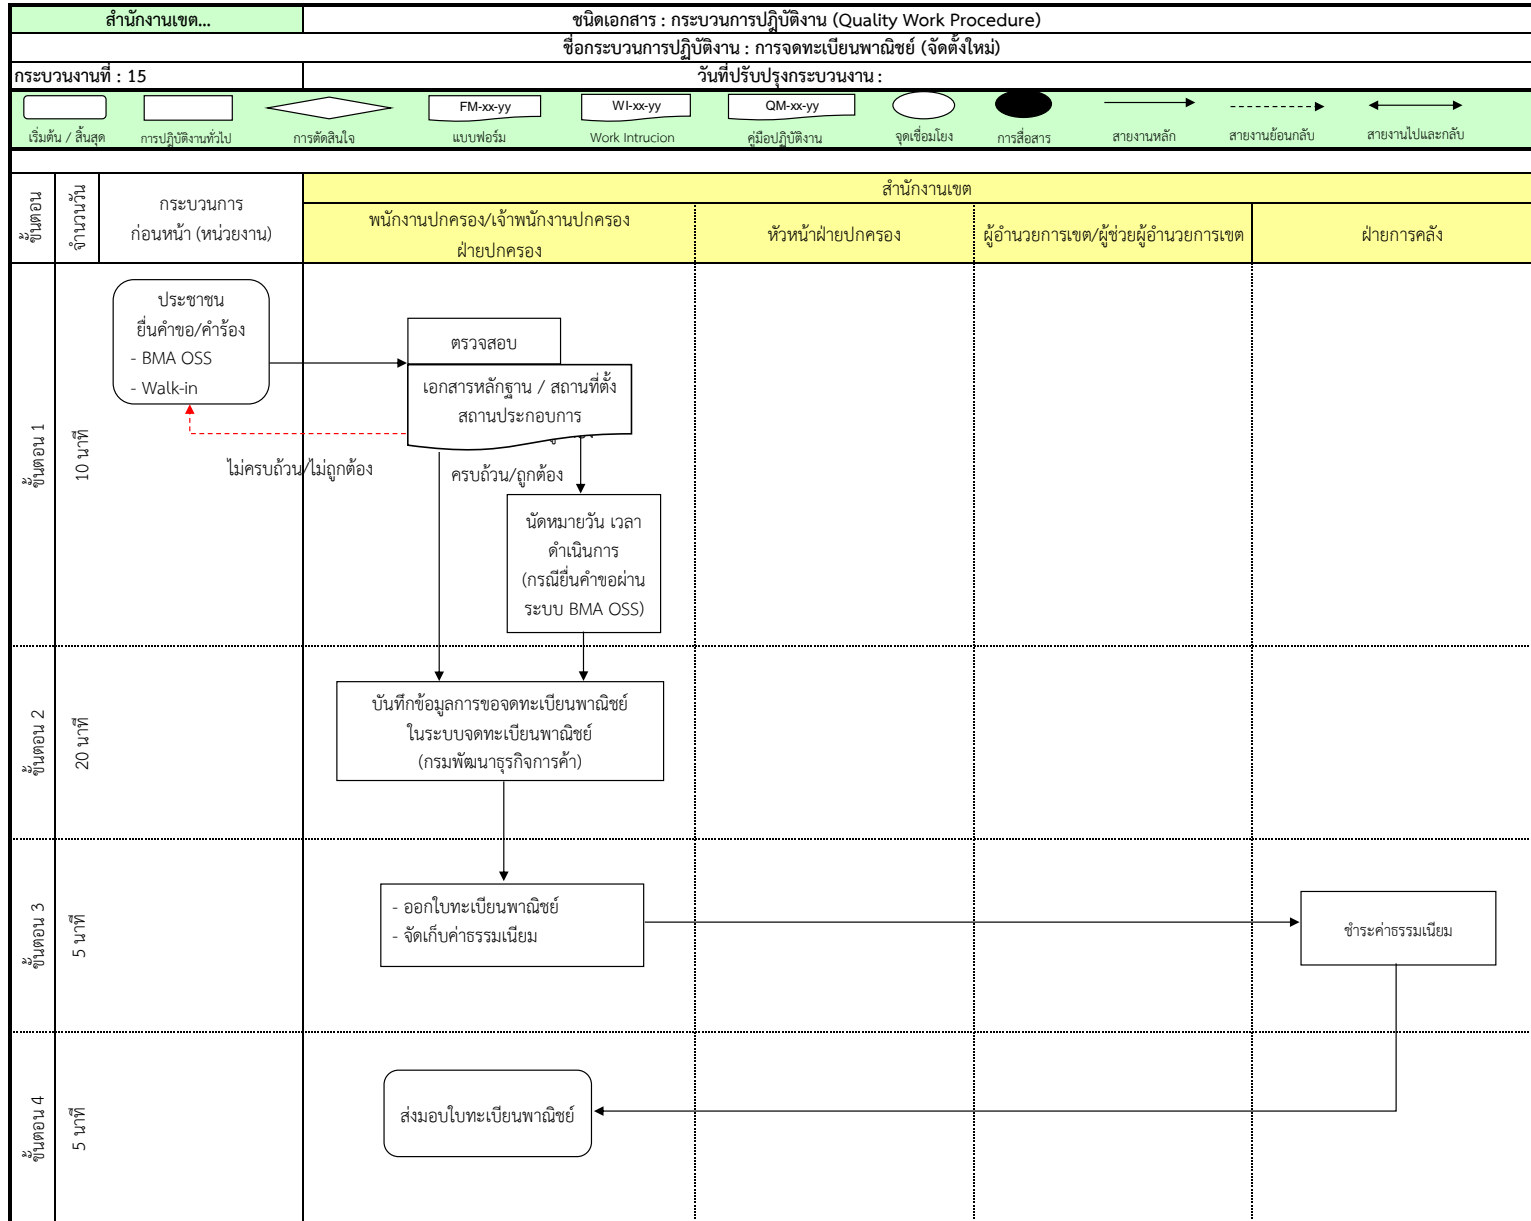 สำนักงานเขต...
ชนิดเอกสาร : กระบวนการปฎิบัติงาน (Quality Work Procedure)
ชื่อกระบวนการปฏิบัติงาน : การจดทะเบียนพาณิชย์ (จัดตั้งใหม่)
กระบวนงานที่ : 15
วันที่ปรับปรุงกระบวนงาน :
FM-xx-yy
WI-xx-yy
QM-xx-yy
เริ่มต้น / สิ้นสุด
การปฏิบัติงานทั่วไป
การตัดสินใจ
แบบฟอร์ม
Work Intrucion
คู่มือปฏิบัติงาน
จุดเชื่อมโยง
การสื่อสาร
สายงานหลัก
สายงานย้อนกลับ
สายงานไปและกลับ
ขั้นตอน
จำนวนวัน
กระบวนการ
ก่อนหน้า (หน่วยงาน)
สำนักงานเขต
พนักงานปกครอง/เจ้าพนักงานปกครอง
ฝ่ายปกครอง
หัวหน้าฝ่ายปกครอง
ผู้อำนวยการเขต/ผู้ช่วยผู้อำนวยการเขต
ฝ่ายการคลัง
ขั้นตอน 1
10 นาที
ประชาชน
ยื่นคำขอ/คำร้อง
- BMA OSS
- Walk-in
ตรวจสอบ
เอกสารหลักฐาน / สถานที่ตั้ง
สถานประกอบการ
ไม่ครบถ้วน/ไม่ถูกต้อง
ครบถ้วน/ถูกต้อง
นัดหมายวัน เวลา
ดำเนินการ
(กรณียื่นคำขอผ่าน
ระบบ BMA OSS)
ขั้นตอน 2
20 นาที
บันทึกข้อมูลการขอจดทะเบียนพาณิชย์
ในระบบจดทะเบียนพาณิชย์
(กรมพัฒนาธุรกิจการค้า)
ขั้นตอน 3
5 นาที
- ออกใบทะเบียนพาณิชย์
- จัดเก็บค่าธรรมเนียม
ชำระค่าธรรมเนียม
ขั้นตอน 4
5 นาที
ส่งมอบใบทะเบียนพาณิชย์